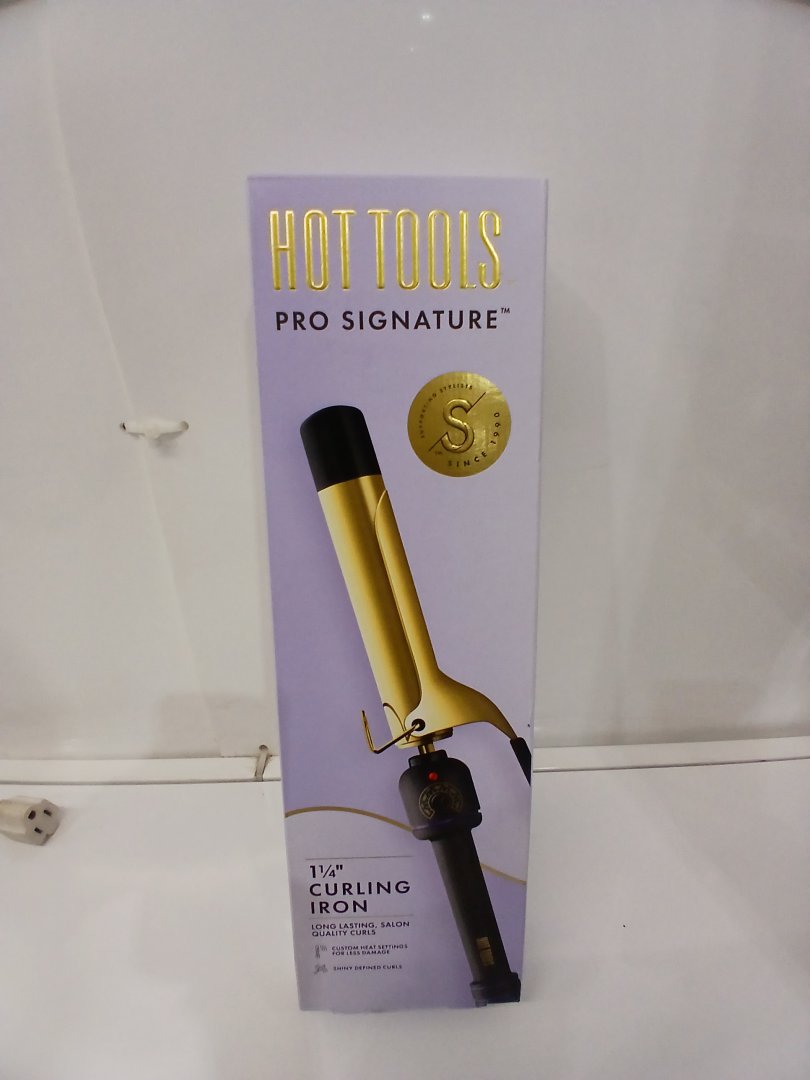 HOT TOOLS
PRO SIGNATURE™
SUPPORTING STYLISTS
S
SINCE 1990
1¼"
CURLING
IRON
LONG LASTING, SALON
QUALITY CURLS
CUSTOM HEAT SETTINGS
FOR LESS DAMAGE
SHINY DEFINED CURLS